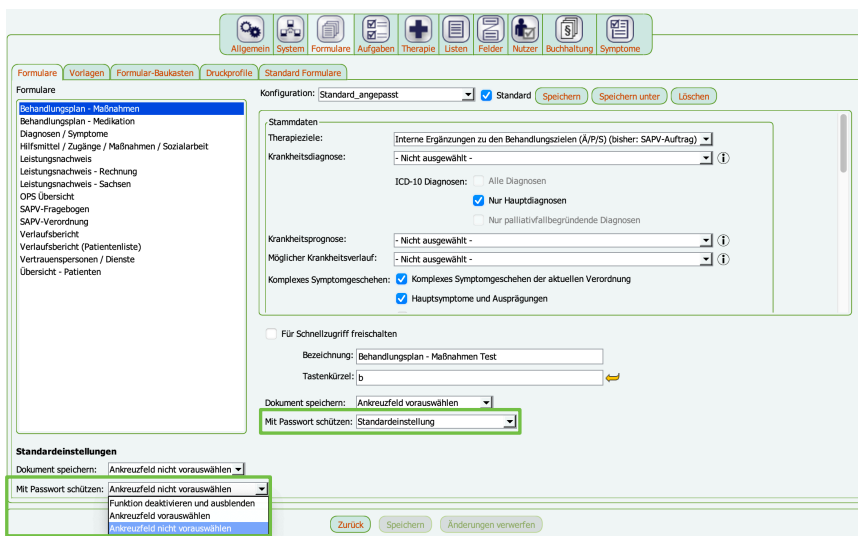 Allgemein System Formulare Aufgaben Therapie Listen Felder Nutzer Buchhaltung Symptome
Formulare Vorlagen Formular-Baukasten Druckprofile Standard Formulare
Formulare
Behandlungsplan - Maßnahmen
Behandlungsplan - Medikation
Diagnosen / Symptome
Hilfsmittel / Zugänge / Maßnahmen / Sozialarbeit
Leistungsnachweis
Leistungsnachweis - Rechnung
Leistungsnachweis - Sachsen
OPS Übersicht
SAPV-Fragebogen
SAPV-Verordnung
Verlaufsbericht
Verlaufsbericht (Patientenliste)
Vertrauenspersonen / Dienste
Übersicht - Patienten
Konfiguration: Standard_angepasst Standard Speichern Speichern unter Löschen
Stammdaten
Therapieziele: Interne Ergänzungen zu den Behandlungszielen (Ä/P/S) (bisher: SAPV-Auftrag)
Krankheitsdiagnose: - Nicht ausgewählt -
ICD-10 Diagnosen: Alle Diagnosen
Nur Hauptdiagnosen
Nur palliativfallbegründende Diagnosen
Krankheitsprognose: - Nicht ausgewählt -
Möglicher Krankheitsverlauf: - Nicht ausgewählt -
Komplexes Symptomgeschehen: Komplexes Symptomgeschehen der aktuellen Verordnung
Hauptsymptome und Ausprägungen
Für Schnellzugriff freischalten
Bezeichnung: Behandlungsplan - Maßnahmen Test
Tastenkürzel: b
Dokument speichern: Ankreuzfeld vorauswählen
Mit Passwort schützen: Standardeinstellung
Standardeinstellungen
Dokument speichern: Ankreuzfeld nicht vorauswählen
Mit Passwort schützen: Ankreuzfeld nicht vorauswählen
Funktion deaktivieren und ausblenden
Ankreuzfeld vorauswählen
Ankreuzfeld nicht vorauswählen
Zurück Speichern Änderungen verwerfen